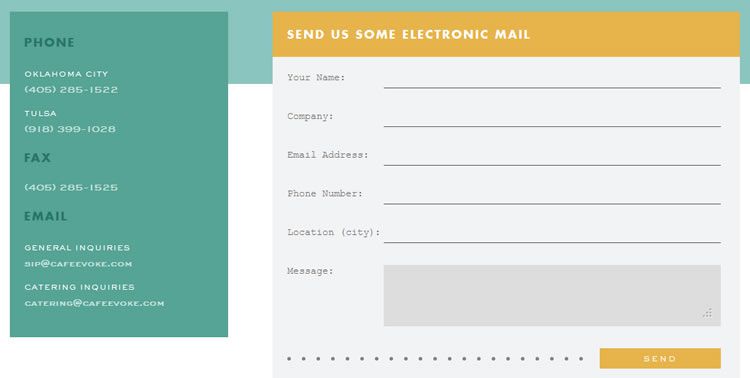 PHONE
OKLAHOMA CITY
(405) 285-1522
TULSA
(918) 399-1028
FAX
(405) 285-1525
EMAIL
GENERAL INQUIRIES
SIP@CAFEEVOKE.COM
CATERING INQUIRIES
CATERING@CAFEEVOKE.COM
SEND US SOME ELECTRONIC MAIL
Your Name:
Company:
Email Address:
Phone Number:
Location (city):
Message:
SEND